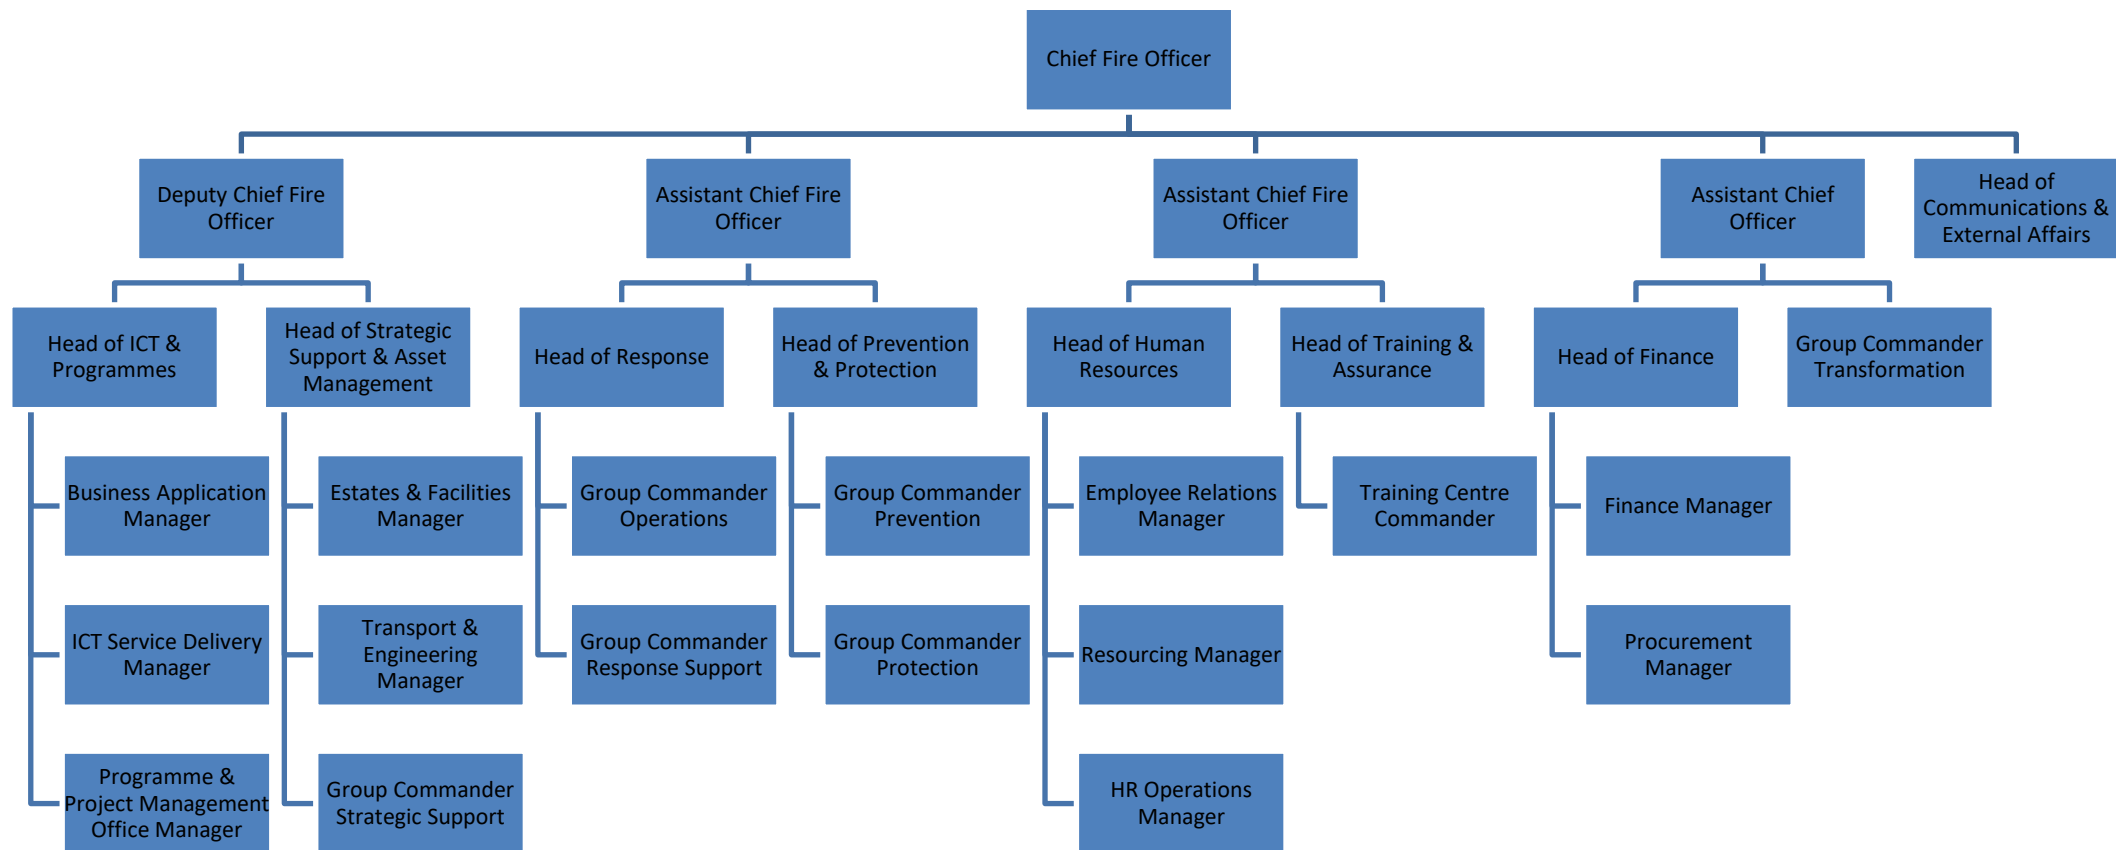 Chief Fire Officer
Deputy Chief Fire
Officer
Assistant Chief Fire
Officer
Assistant Chief Fire
Officer
Assistant Chief
Officer
Head of
Communications &
External Affairs
Head of ICT &
Programmes
Head of Strategic
Support & Asset
Management
Head of Response
Head of Prevention
& Protection
Head of Human
Resources
Head of Training &
Assurance
Head of Finance
Group Commander
Transformation
Business Application
Manager
Estates & Facilities
Manager
Group Commander
Operations
Group Commander
Prevention
Employee Relations
Manager
Training Centre
Commander
Finance Manager
ICT Service Delivery
Manager
Transport &
Engineering
Manager
Group Commander
Response Support
Group Commander
Protection
Resourcing Manager
Procurement
Manager
Programme &
Project Management
Office Manager
Group Commander
Strategic Support
HR Operations
Manager